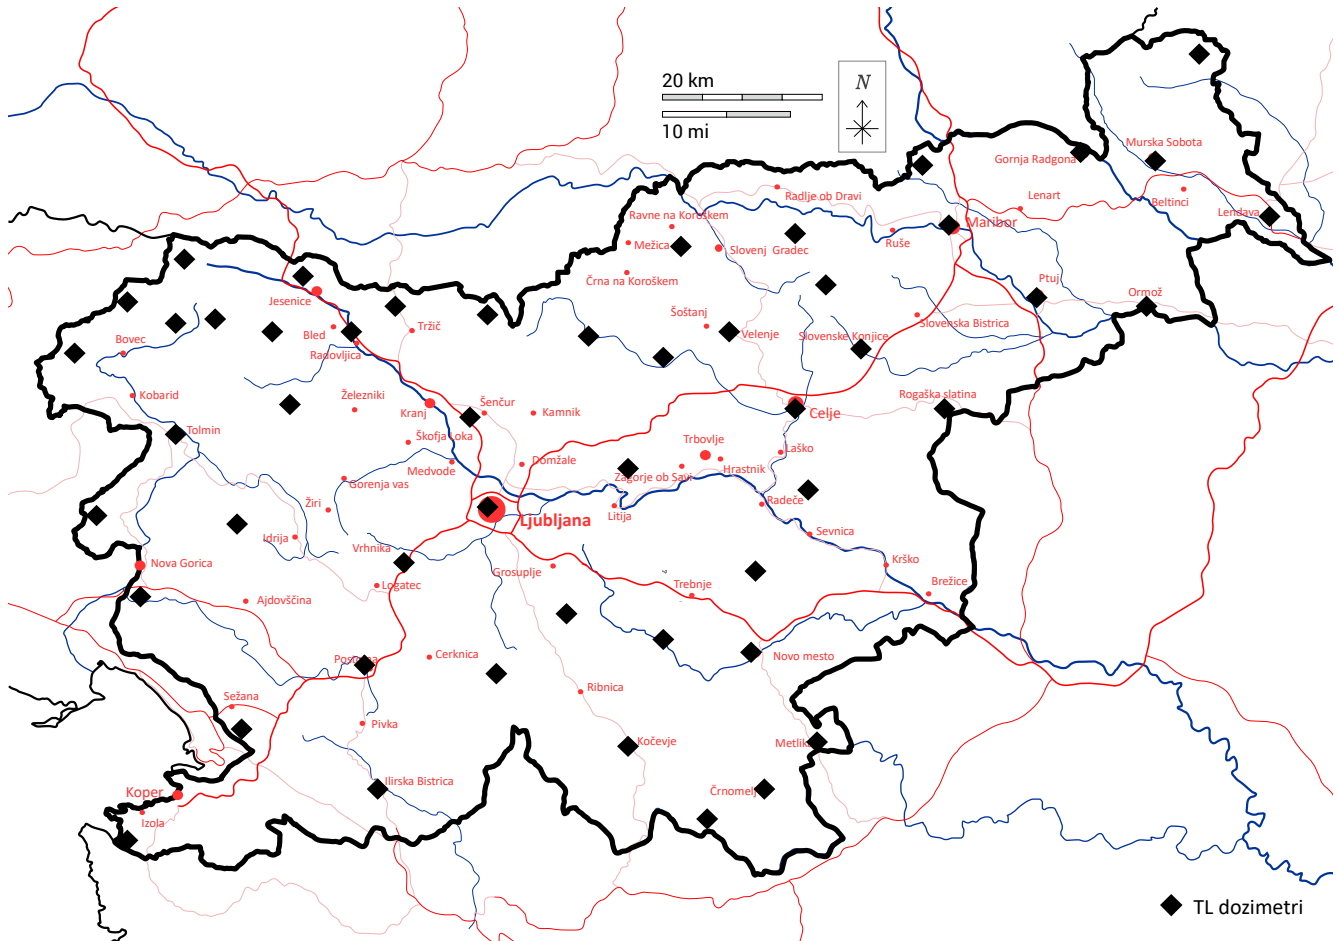 20 km
10 mi
N
Murska Sobota
Gornja Radgona
Radlje ob Dravi
Lenart
Beltinci
Ravne na Koroškem
Lendava
Maribor
Ruše
Mežica
Slovenj Gradec
Črna na Koroškem
Ptuj
Ormož
Jesenice
Šoštanj
Slovenska Bistrica
Tržič
Bled
Velenje
Slovenske Konjice
Bovec
Radovljica
Kobarid
Železniki
Šenčur
Rogaška slatina
Kranj
Kamnik
Celje
Tolmin
Škofja Loka
Trbovlje
Laško
Domžale
Medvode
Hrastnik
Zagorje ob Savi
Gorenja vas
Žiri
Radeče
Litija
Ljubljana
Sevnica
Idrija
Vrhnika
Krško
Nova Gorica
Grosuplje
?
Brežice
Logatec
Trebnje
Ajdovščina
Cerknica
Novo mesto
Postojna
Ribnica
Sežana
Pivka
Kočevje
Metlika
Ilirska Bistrica
Koper
Črnomelj
Izola
TL dozimetri